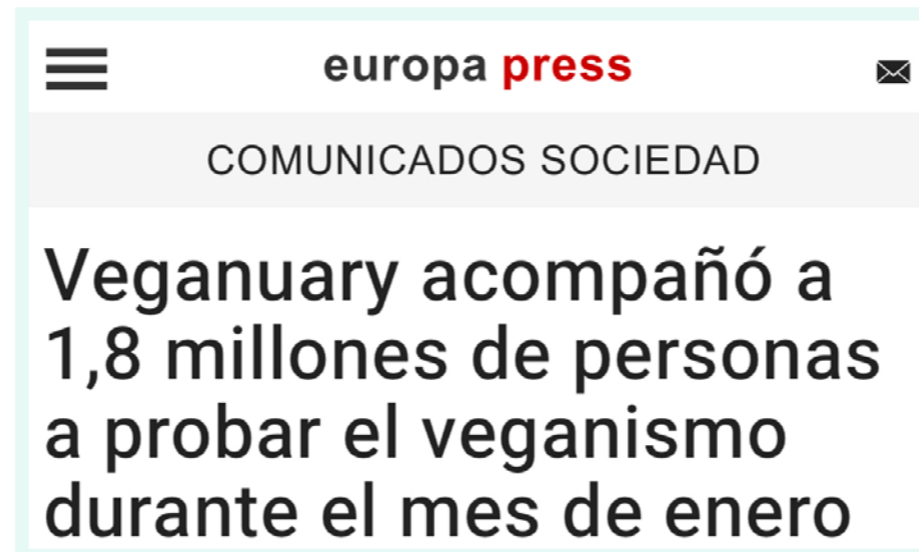 europa press
COMUNICADOS SOCIEDAD
Veganuary acompañó a
1,8 millones de personas
a probar el veganismo
durante el mes de enero